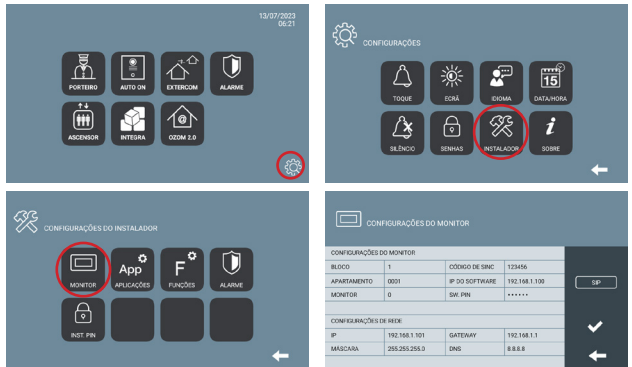 13/07/2023
06:21
PORTEIRO AUTO ON EXTERCOM ALARME
ASCENSOR INTEGRA OZOM 2.0
CONFIGURAÇÕES
15
TOQUE ECRÃ IDIOMA DATA/HORA
SILÊNCIO SENHAS INSTALADOR SOBRE
CONFIGURAÇÕES DO INSTALADOR
App F
MONITOR APLICAÇÕES FUNÇÕES ALARME
INST. PIN
CONFIGURAÇÕES DO MONITOR
CONFIGURAÇÕES DO MONITOR
BLOCO 1 CÓDIGO DE SINC 123456
APARTAMENTO 0001 IP DO SOFTWARE 192.168.1.100
MONITOR 0 SW. PIN ••••••
SIP
CONFIGURAÇÕES DE REDE
IP 192.168.1.101 GATEWAY 192.168.1.1
MÁSCARA 255.255.255.0 DNS 8.8.8.8